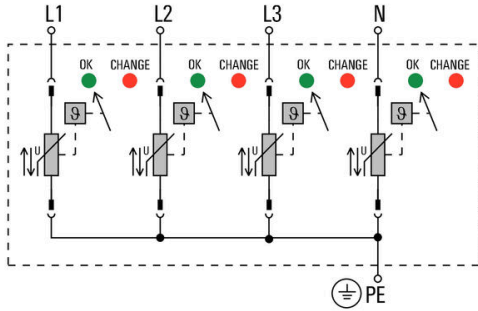 L1 L2 L3 N
OK CHANGE OK CHANGE OK CHANGE OK CHANGE
ϑ ϑ ϑ ϑ
U U U U
PE